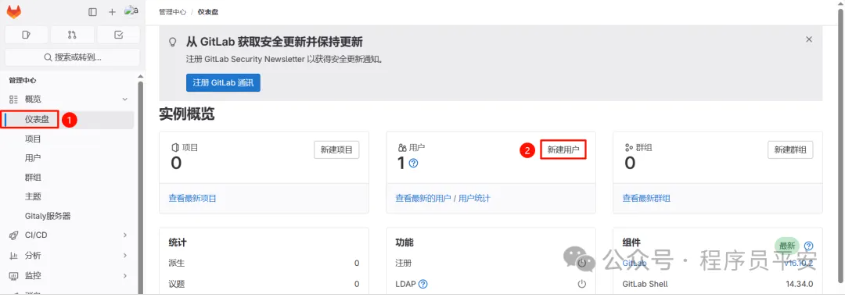 管理中心 / 仪表盘
搜索或转到...
管理中心
概览
仪表盘
1
项目
用户
群组
主题
Gitaly服务器
CI/CD
分析
监控
从 GitLab 获取安全更新并保持更新
注册 GitLab Security Newsletter 以获得安全更新通知。
注册 GitLab 通讯
实例概览
项目
0
新建项目
查看最新项目
用户
1
2
新建用户
查看最新的用户 / 用户统计
群组
0
新建群组
查看最新群组
统计
派生 0
议题 0
功能
注册
LDAP
组件
最新
GitLab v16.10.2
GitLab Shell 14.34.0
公众号 · 程序员平安